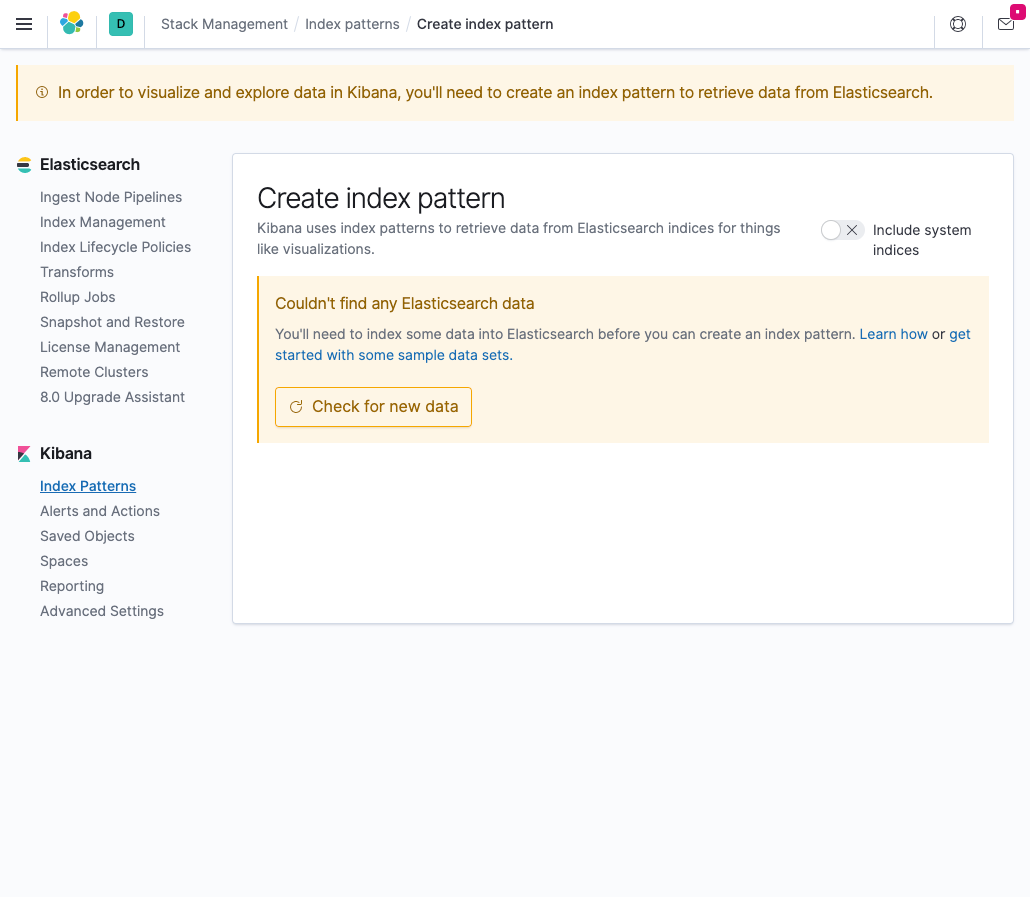 D
Stack Management / Index patterns / Create index pattern
In order to visualize and explore data in Kibana, you'll need to create an index pattern to retrieve data from Elasticsearch.
Elasticsearch
Ingest Node Pipelines
Index Management
Index Lifecycle Policies
Transforms
Rollup Jobs
Snapshot and Restore
License Management
Remote Clusters
8.0 Upgrade Assistant
Kibana
Index Patterns
Alerts and Actions
Saved Objects
Spaces
Reporting
Advanced Settings
Create index pattern
Kibana uses index patterns to retrieve data from Elasticsearch indices for things
like visualizations.
Include system
indices
Couldn't find any Elasticsearch data
You'll need to index some data into Elasticsearch before you can create an index pattern. Learn how or get
started with some sample data sets.
Check for new data